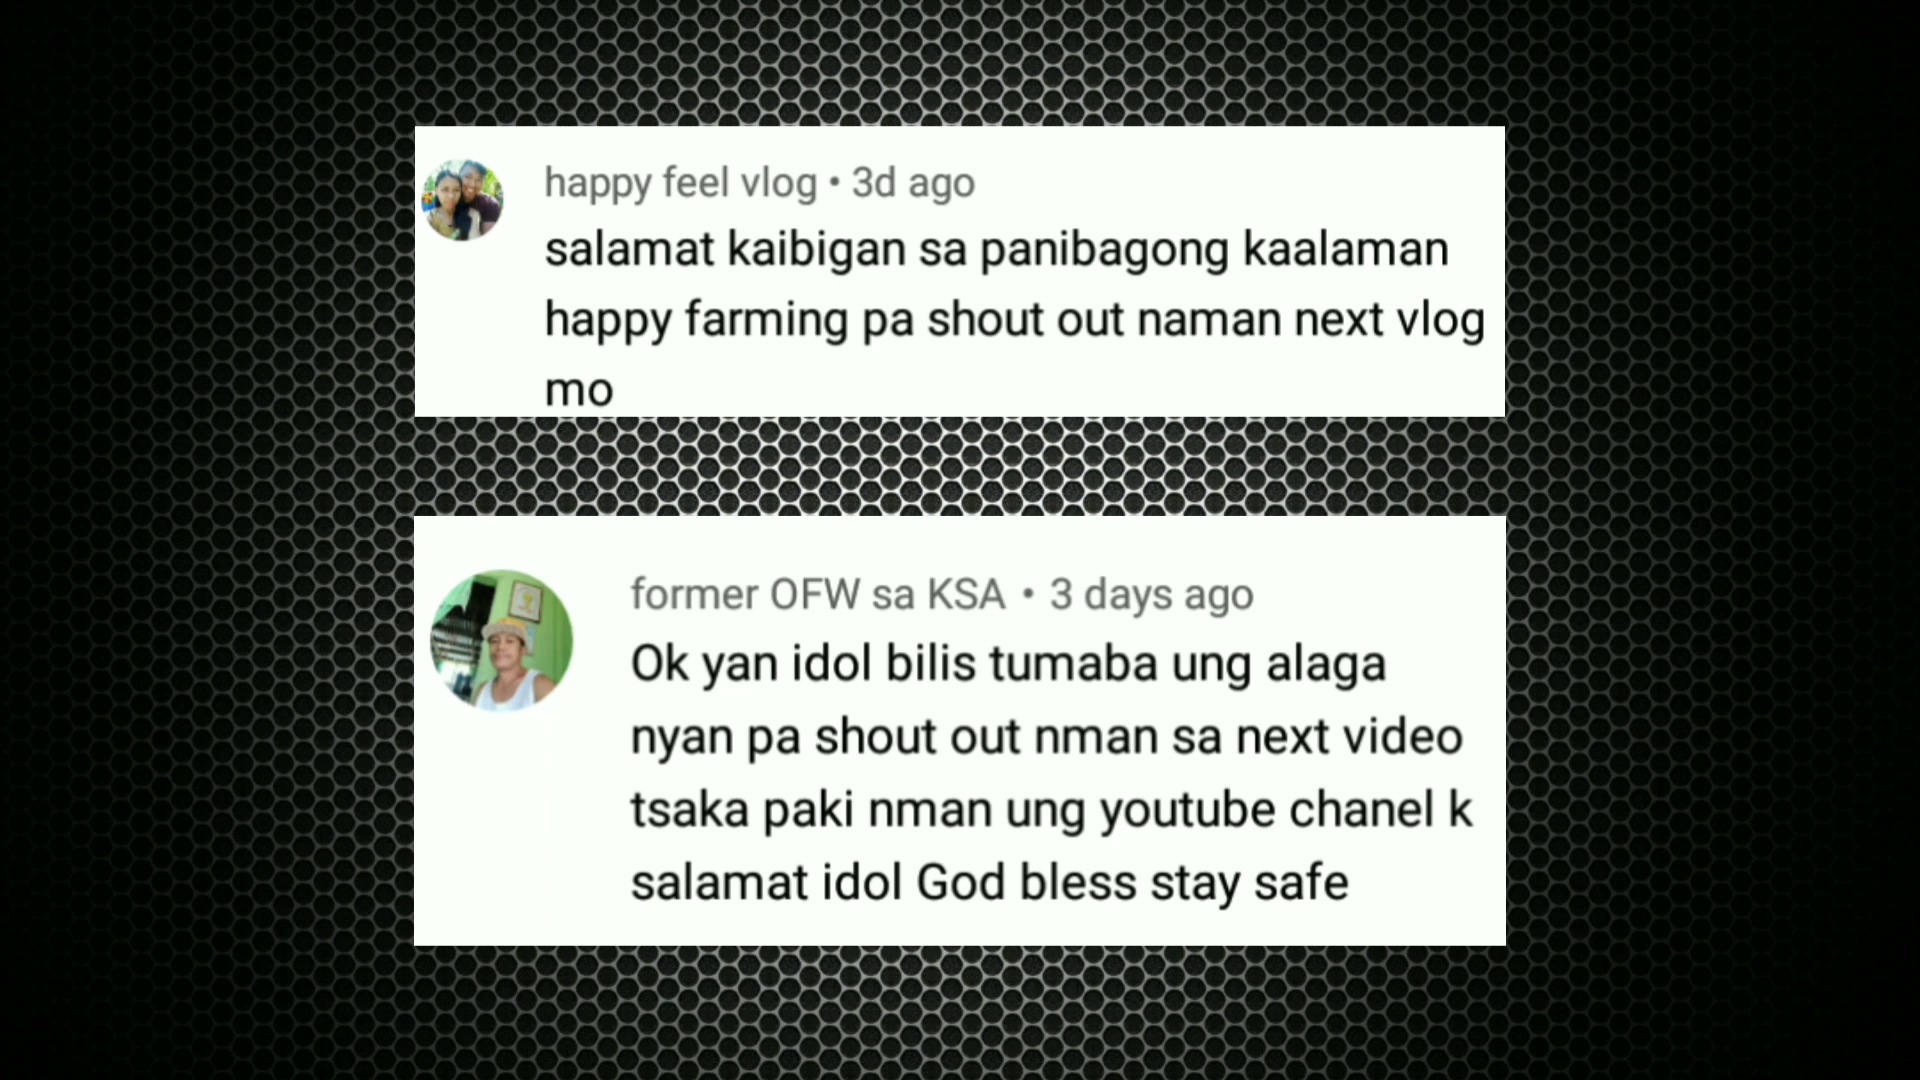 happy feel vlog • 3d ago
salamat kaibigan sa panibagong kaalaman
happy farming pa shout out naman next vlog
mo
former OFW sa KSA • 3 days ago
Ok yan idol bilis tumaba ung alaga
nyan pa shout out nman sa next video
tsaka paki nman ung youtube chanel k
salamat idol God bless stay safe